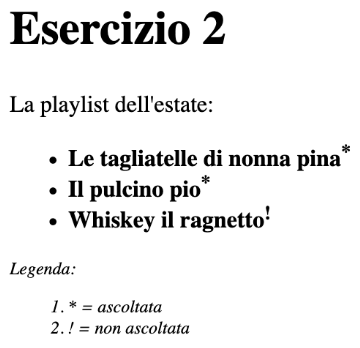 Esercizio 2
La playlist dell'estate:
• Le tagliatelle di nonna pina*
• Il pulcino pio*
• Whiskey il ragnetto!
Legenda:
1. * = ascoltata
2. ! = non ascoltata